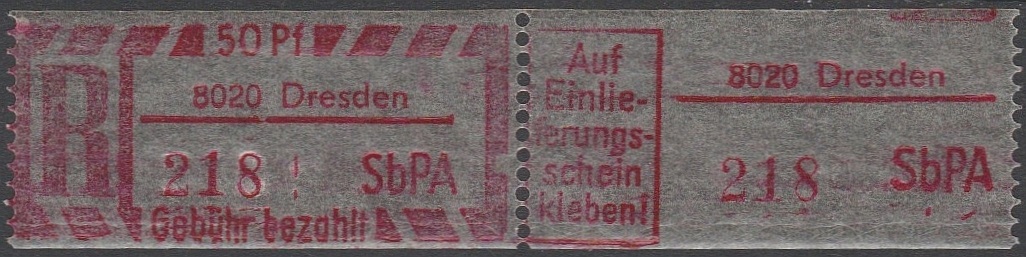 50 Pf
R
8020 Dresden
218
SbPA
Gebühr bezahlt
Auf
Einlie-
ferungs-
schein
kleben!
8020 Dresden
218
SbPA